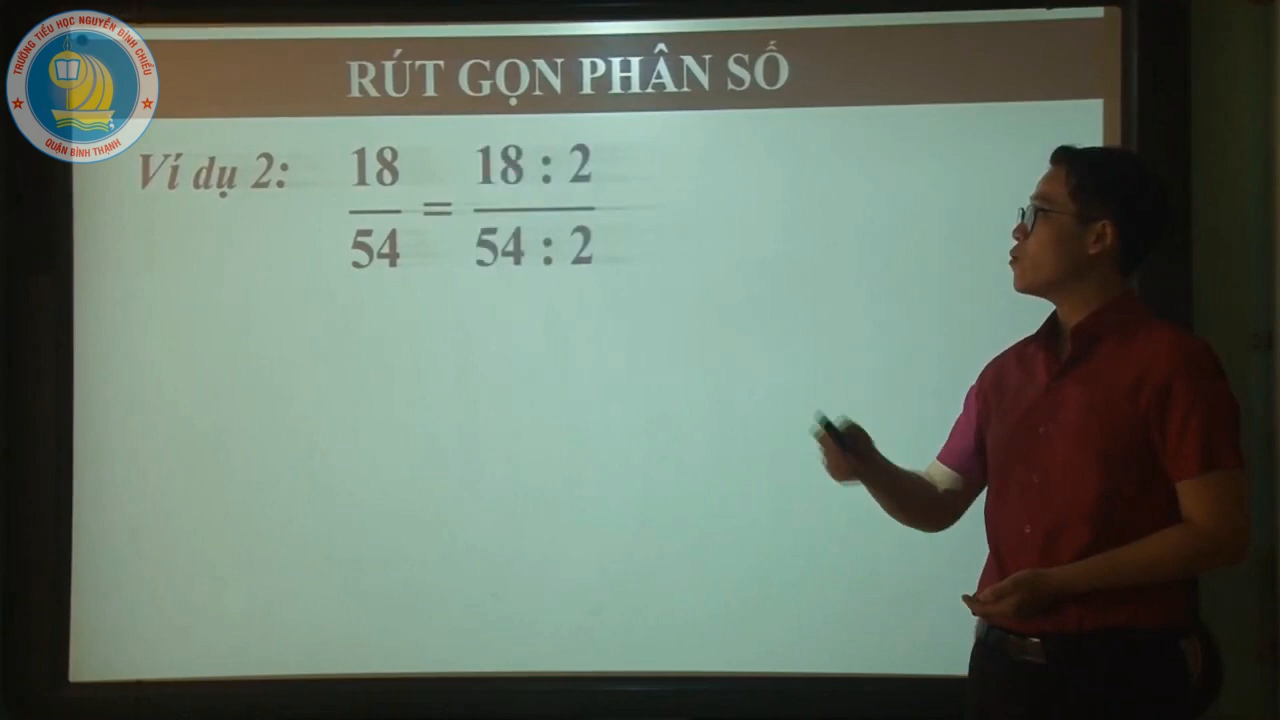 TRƯỜNG TIỂU HỌC NGUYỄN ĐÌNH CHIỂU
QUẬN BÌNH THẠNH
RÚT GỌN PHÂN SỐ
Ví dụ 2: 18/54 = 18 : 2/54 : 2